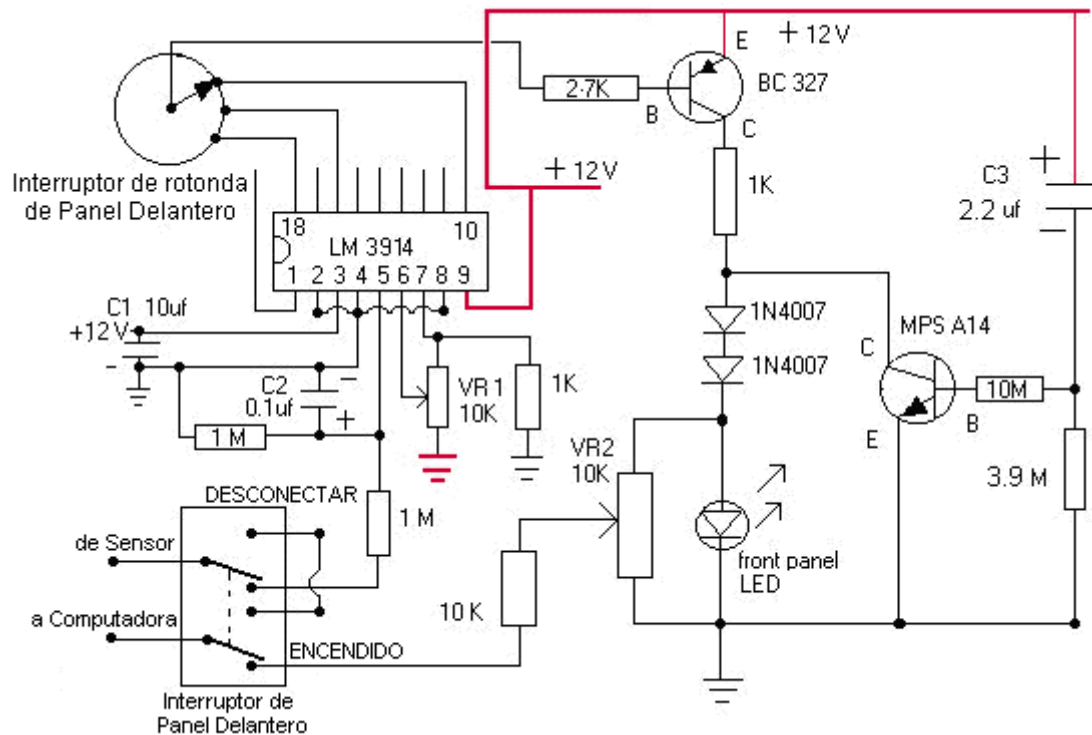 E
+ 12 V
2·7K
BC 327
B
C
+ 12 V
1K
C3
+
2.2 uf
−
Interruptor de rotonda
de Panel Delantero
18
10
LM 3914
1 2 3 4 5 6 7 8 9
C1 10uf
+12 V
-
1N4007
1N4007
MPS A14
C
10M
B
E
C2
0.1uf
−
+
1 M
VR 1
10K
1K
VR2
10K
3.9 M
DESCONECTAR
1 M
de Sensor
front panel
LED
10 K
a Computadora
ENCENDIDO
Interruptor de
Panel Delantero